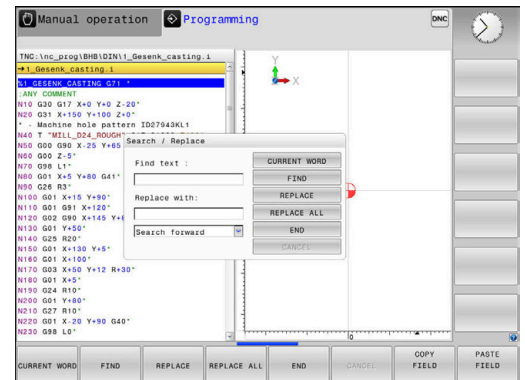 Manual operation
Programming
DNC
TNC:\nc_prog\BHB\DIN\1_Gesenk_casting.i
→1_Gesenk_casting.i
%1_GESENK_CASTING G71 *
;ANY COMMENT
N10 G30 G17 X+0 Y+0 Z-20*
N20 G31 X+150 Y+100 Z+0*
* - Machine hole pattern ID27943KL1
N40 T "MILL_D24_ROUGH"
N50 G00 G90 X-25 Y+65
N60 G00 Z-5*
N70 G98 L1*
N80 G01 X+5 Y+80 G41*
N90 G26 R3*
N100 G01 X+15 Y+90*
N110 G01 G91 X+120*
N120 G02 G90 X+145 Y+
N130 G01 Y+50*
N140 G25 R20*
N150 G01 X+130 Y+5*
N160 G01 X+100*
N170 G03 X+50 Y+12 R+30*
N180 G01 X+5*
N190 G24 R10*
N200 G01 Y+80*
N210 G27 R10*
N220 G01 X-20 Y+90 G40*
N230 G98 L0*
Y
X
0
Search / Replace
Find text :
Replace with:
Search forward
CURRENT WORD
FIND
REPLACE
REPLACE ALL
END
CANCEL
CURRENT WORD
FIND
REPLACE
REPLACE ALL
END
CANCEL
COPY
FIELD
PASTE
FIELD